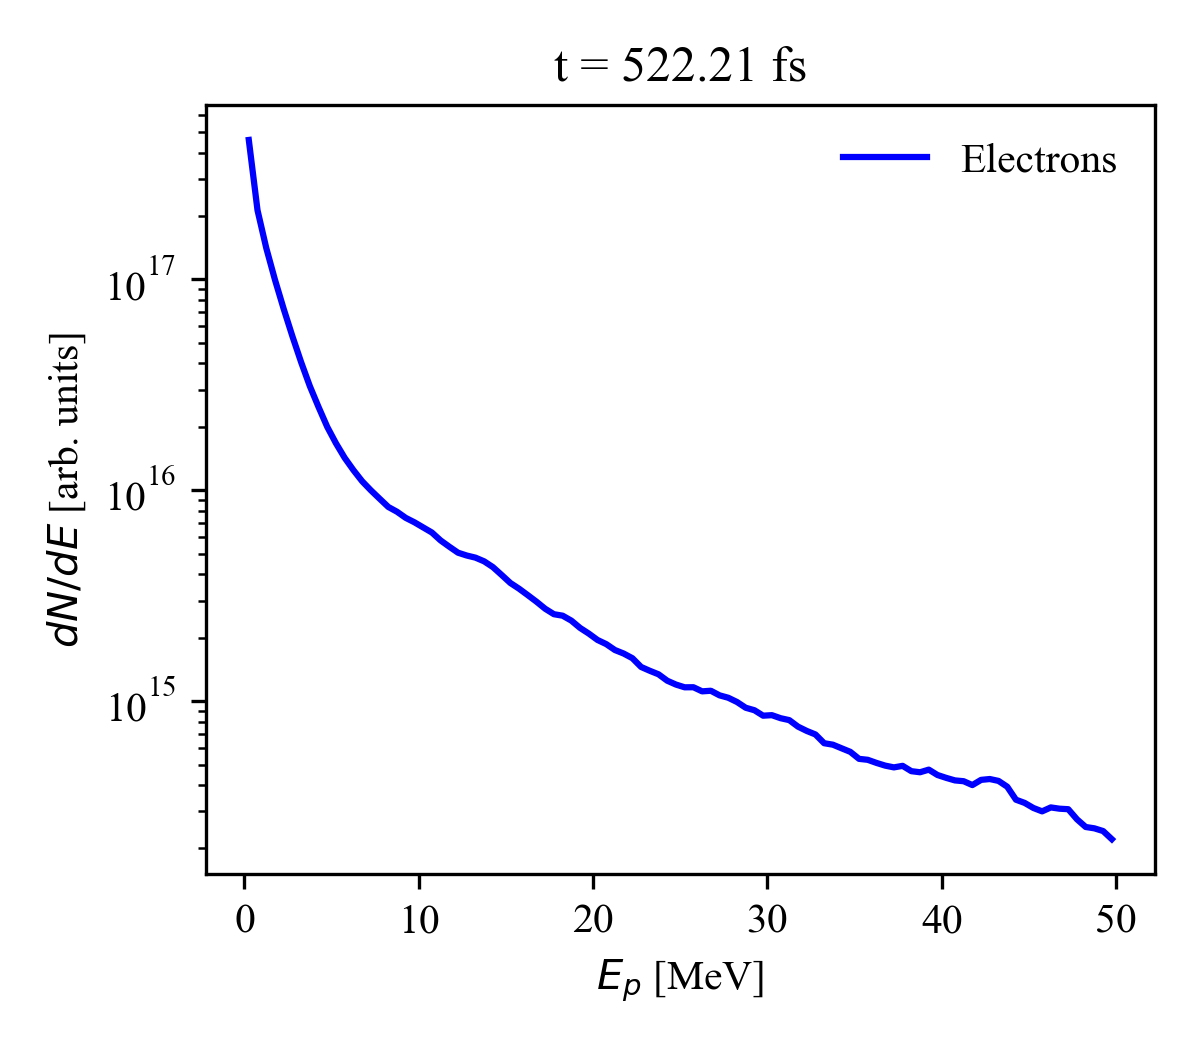 t = 522.21 fs
Electrons
10^17
10^16
10^15
dN/dE [arb. units]
0 10 20 30 40 50
E_p [MeV]